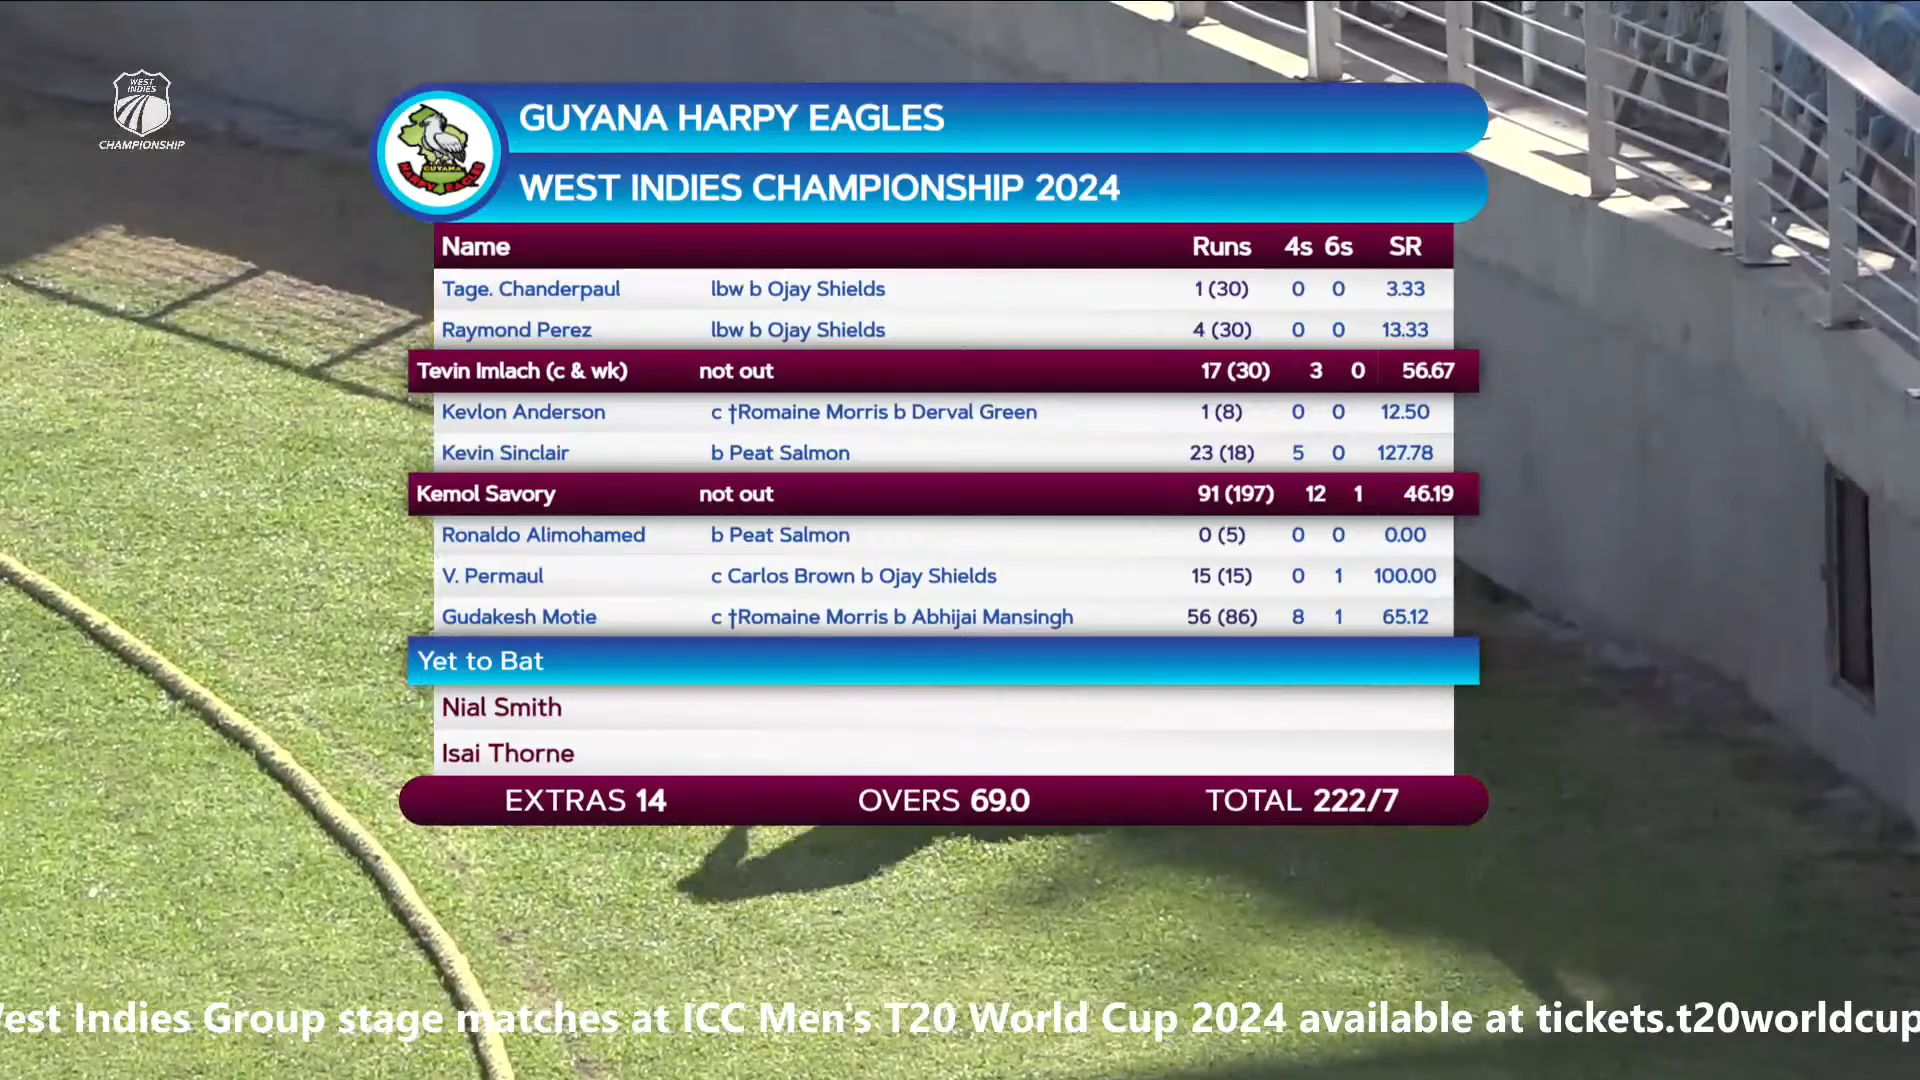 WEST
INDIES
CHAMPIONSHIP
GUYANA
HARPY EAGLES
GUYANA HARPY EAGLES
WEST INDIES CHAMPIONSHIP 2024
Name Runs 4s 6s SR
Tage. Chanderpaul lbw b Ojay Shields 1 (30) 0 0 3.33
Raymond Perez lbw b Ojay Shields 4 (30) 0 0 13.33
Tevin Imlach (c & wk) not out 17 (30) 3 0 56.67
Kevlon Anderson c †Romaine Morris b Derval Green 1 (8) 0 0 12.50
Kevin Sinclair b Peat Salmon 23 (18) 5 0 127.78
Kemol Savory not out 91 (197) 12 1 46.19
Ronaldo Alimohamed b Peat Salmon 0 (5) 0 0 0.00
V. Permaul c Carlos Brown b Ojay Shields 15 (15) 0 1 100.00
Gudakesh Motie c †Romaine Morris b Abhijai Mansingh 56 (86) 8 1 65.12
Yet to Bat
Nial Smith
Isai Thorne
EXTRAS 14 OVERS 69.0 TOTAL 222/7
est Indies Group stage matches at ICC Men's T20 World Cup 2024 available at tickets.t20worldcup